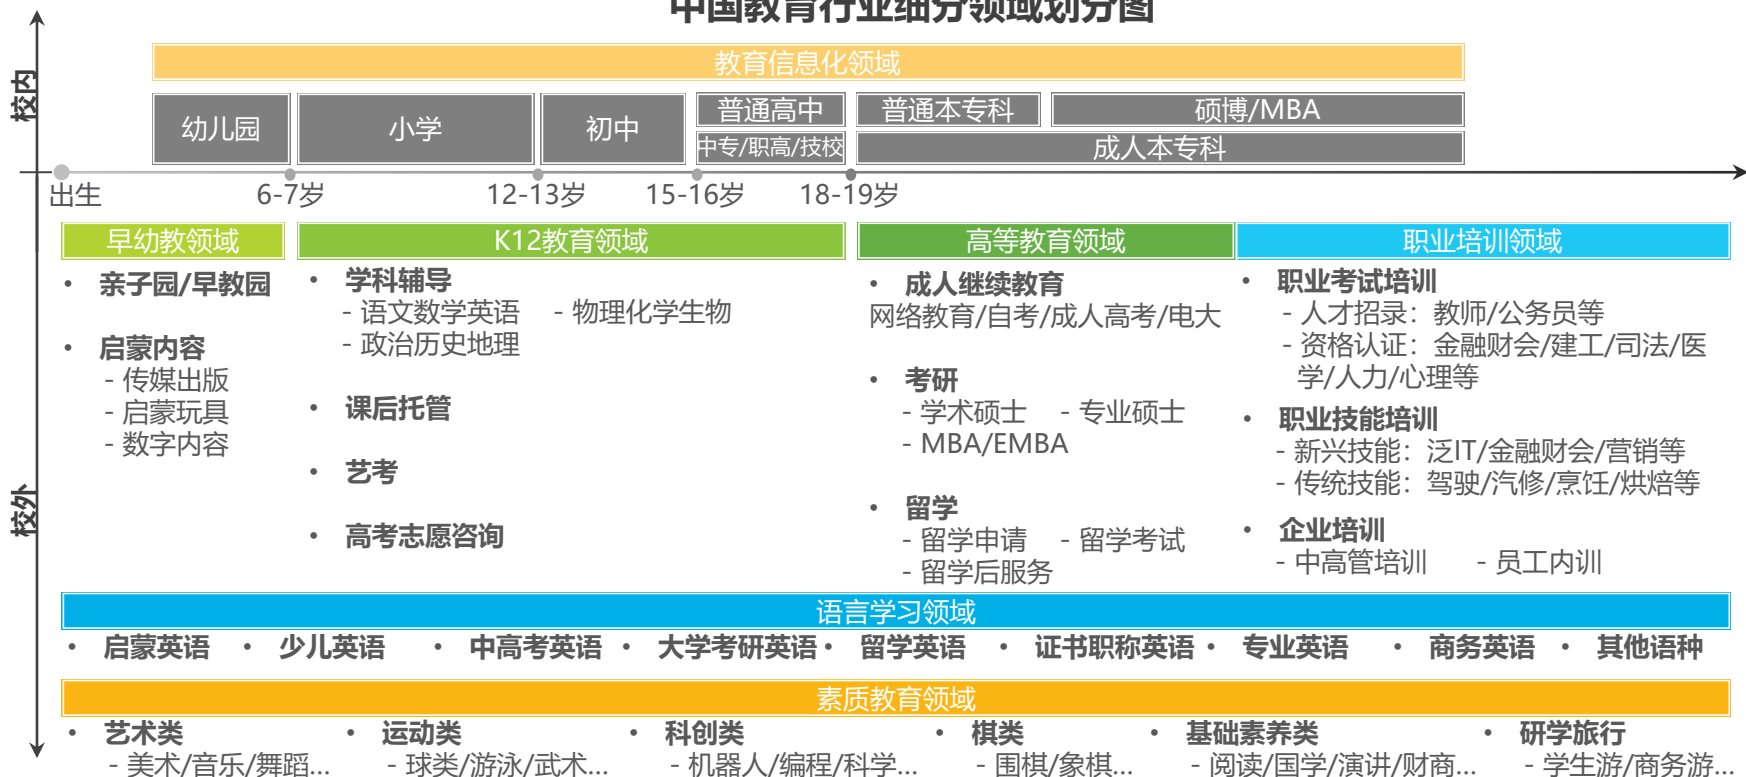 中国教育行业细分领域划分图
校内
教育信息化领域
幼儿园
小学
初中
普通高中
中专/职高/技校
普通本专科
硕博/MBA
成人本专科
出生
6-7岁
12-13岁
15-16岁
18-19岁
校外
早幼教领域
• 亲子园/早教园
• 启蒙内容
- 传媒出版
- 启蒙玩具
- 数字内容
K12教育领域
• 学科辅导
- 语文数学英语 - 物理化学生物
- 政治历史地理
• 课后托管
• 艺考
• 高考志愿咨询
高等教育领域
• 成人继续教育
网络教育/自考/成人高考/电大
• 考研
- 学术硕士 - 专业硕士
- MBA/EMBA
• 留学
- 留学申请 - 留学考试
- 留学后服务
职业培训领域
• 职业考试培训
- 人才招录：教师/公务员等
- 资格认证：金融财会/建工/司法/医
学/人力/心理等
• 职业技能培训
- 新兴技能：泛IT/金融财会/营销等
- 传统技能：驾驶/汽修/烹饪/烘焙等
• 企业培训
- 中高管培训 - 员工内训
语言学习领域
• 启蒙英语 • 少儿英语 • 中高考英语 • 大学考研英语 • 留学英语 • 证书职称英语 • 专业英语 • 商务英语 • 其他语种
素质教育领域
• 艺术类 • 运动类 • 科创类 • 棋类 • 基础素养类 • 研学旅行
- 美术/音乐/舞蹈... - 球类/游泳/武术... - 机器人/编程/科学... - 围棋/象棋... - 阅读/国学/演讲/财商... - 学生游/商务游...